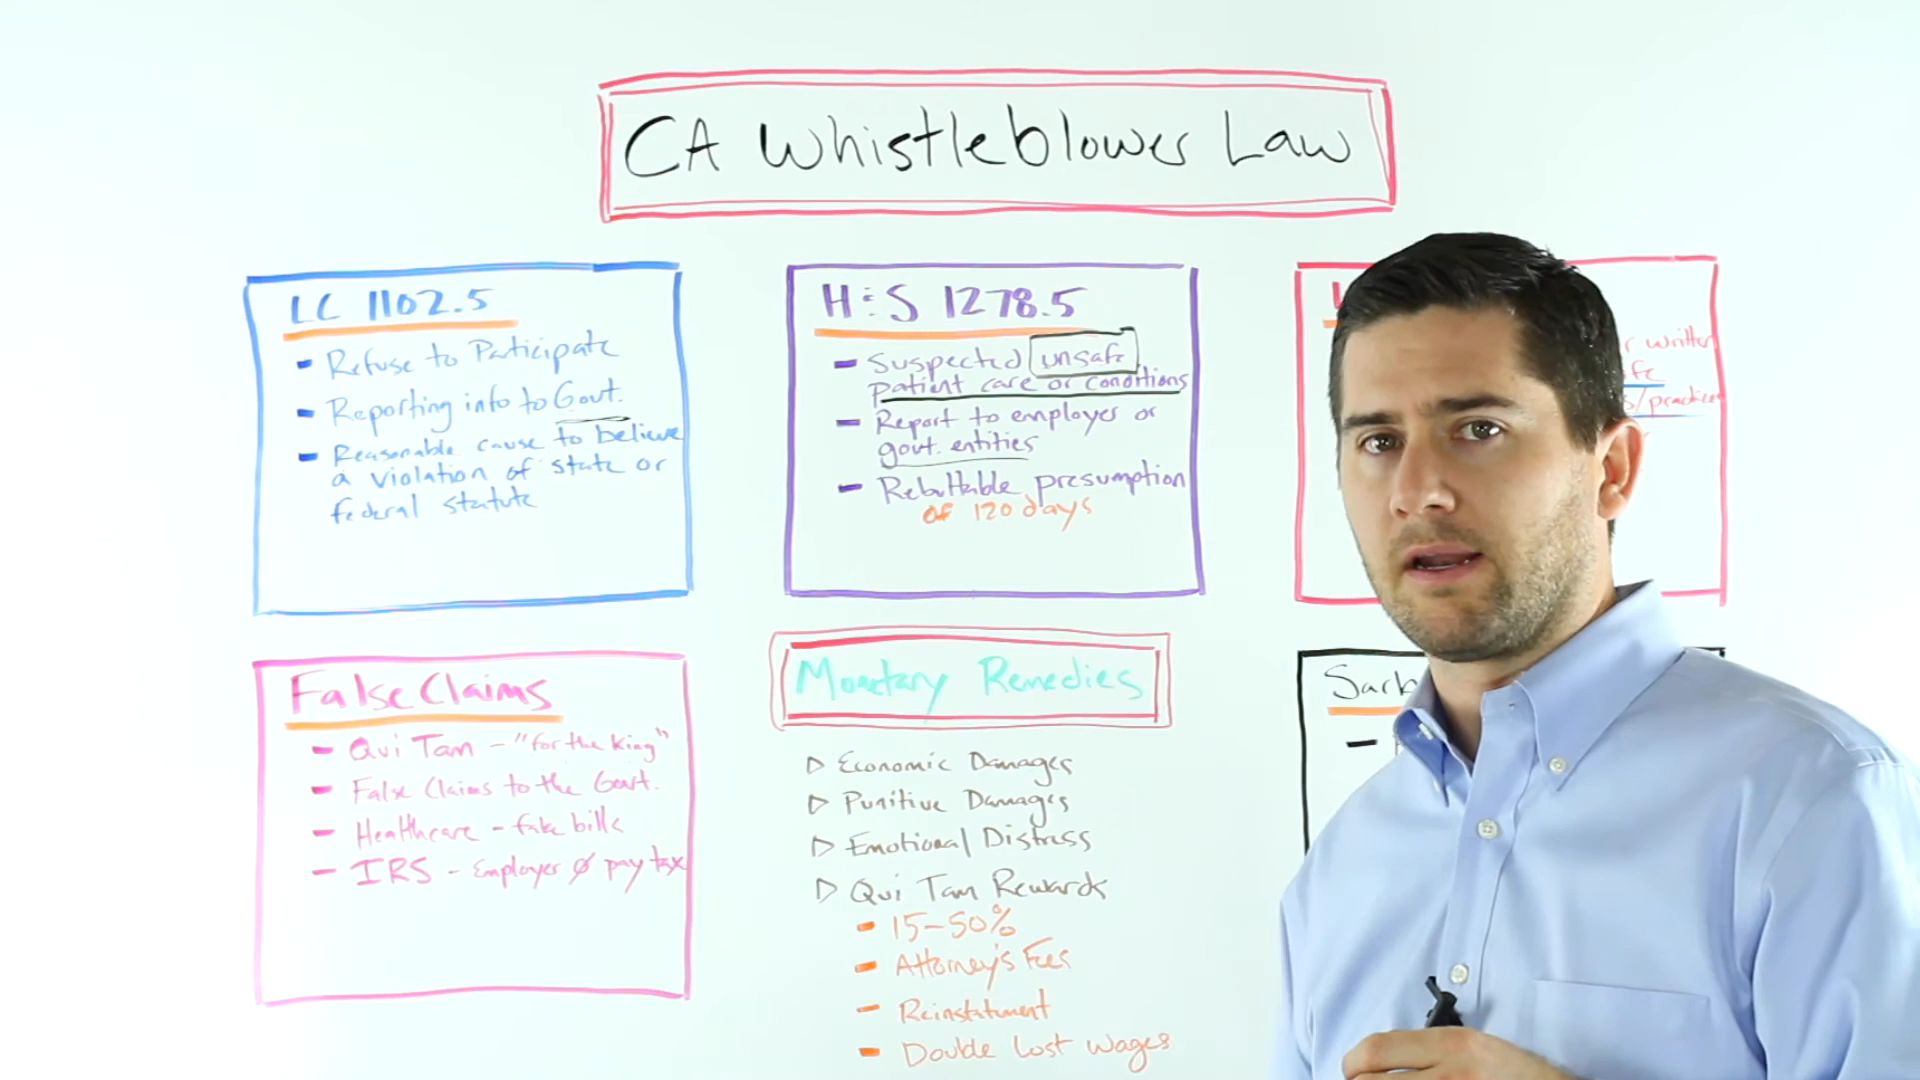 CA Whistleblower Law
LC 1102.5
- Refuse to Participate
- Reporting info to Govt.
- Reasonable cause to believe
a violation of state or
federal statute
H&S 1278.5
- Suspected unsafe
patient care or conditions
- Report to employer or
govt. entities
- Rebuttable presumption
of 120 days
r written
/practice
False Claims
- Qui Tam - "for the King"
- False Claims to the Govt.
- Healthcare - fake bills
- IRS - Employer Ø pay tax
Monetary Remedies
▷ Economic Damages
▷ Punitive Damages
▷ Emotional Distress
▷ Qui Tam Rewards
- 15-50%
- Attorney's Fees
- Reinstatement
- Double lost wages
Sarb